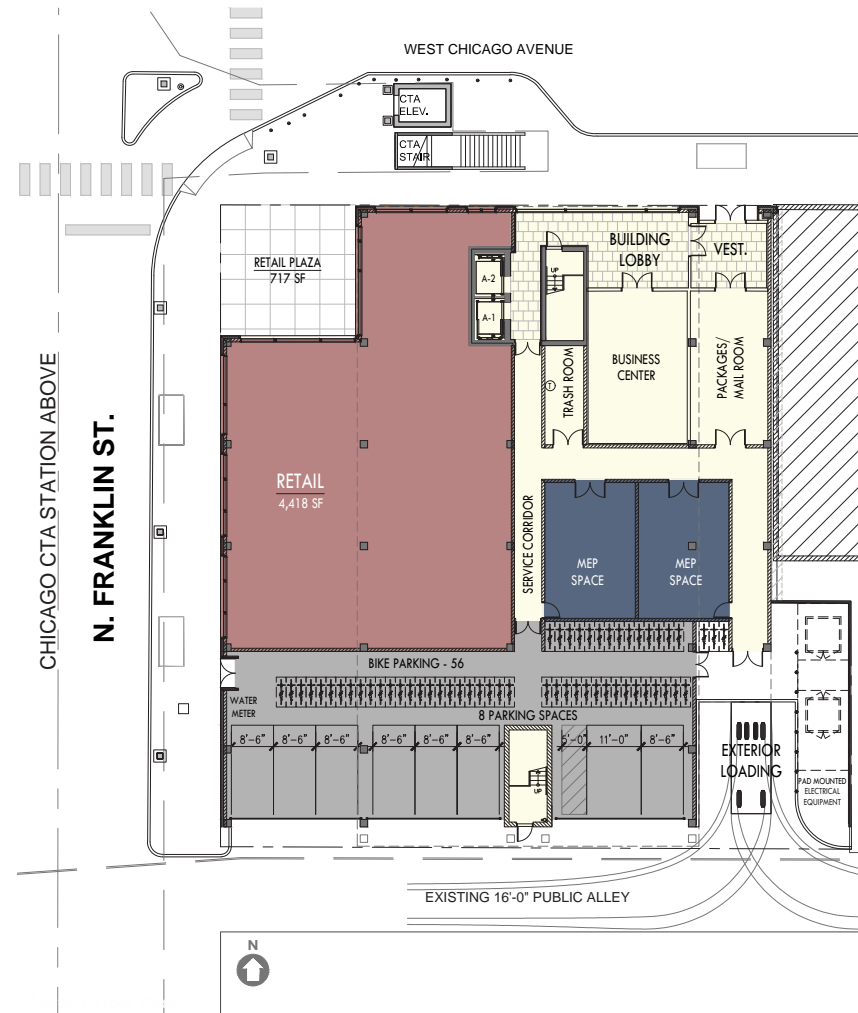 WEST CHICAGO AVENUE
CTA
ELEV.
CTA
STAIR
RETAIL PLAZA
717 SF
BUILDING
LOBBY
VEST.
UP
A-2
A-1
TRASH ROOM
T
BUSINESS
CENTER
PACKAGES/
MAIL ROOM
CHICAGO CTA STATION ABOVE
N. FRANKLIN ST.
RETAIL
4,418 SF
SERVICE CORRIDOR
MEP
SPACE
MEP
SPACE
BIKE PARKING - 56
WATER
METER
8 PARKING SPACES
8'-6"
8'-6"
8'-6"
8'-6"
8'-6"
8'-6"
5'-0"
11'-0"
8'-6"
UP
EXTERIOR
LOADING
PAD MOUNTED
ELECTRICAL
EQUIPMENT
EXISTING 16'-0" PUBLIC ALLEY
N